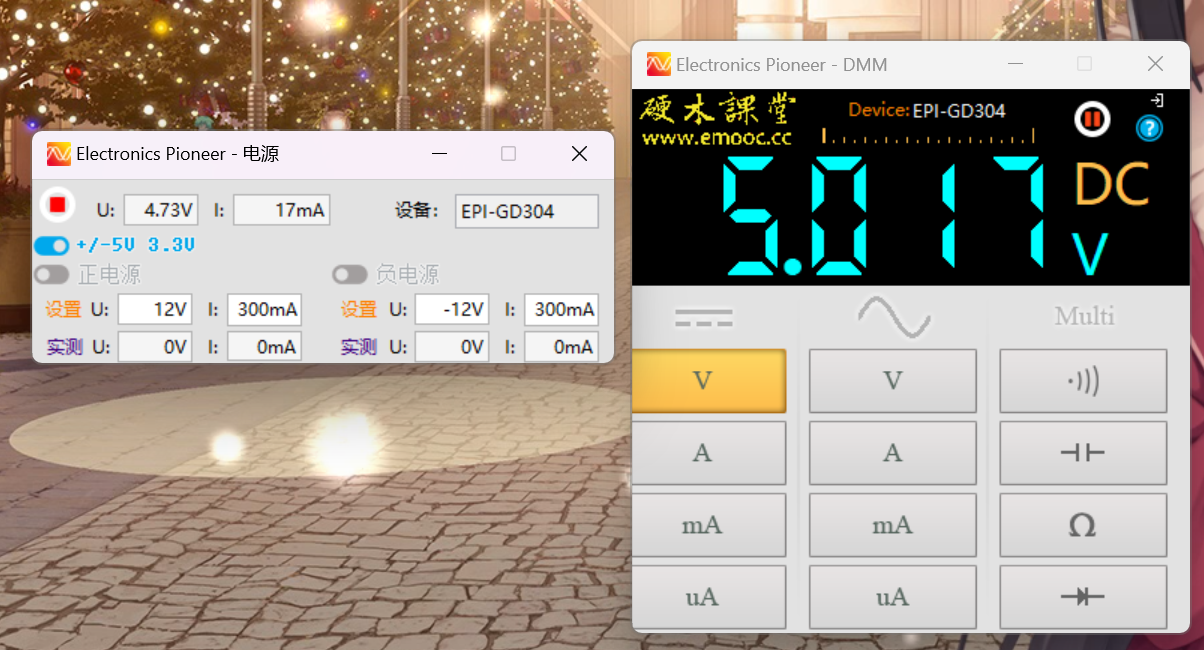 Electronics Pioneer - 电源
U: 4.73V I: 17mA 设备: EPI-GD304
+/-5V 3.3V
正电源 负电源
设置 U: 12V I: 300mA 设置 U: -12V I: 300mA
实测 U: 0V I: 0mA 实测 U: 0V I: 0mA
Electronics Pioneer - DMM
硬木課堂 Device: EPI-GD304
www.emooc.cc
?
5.017 DC
V
Multi
V V
A A
mA mA Ω
uA uA